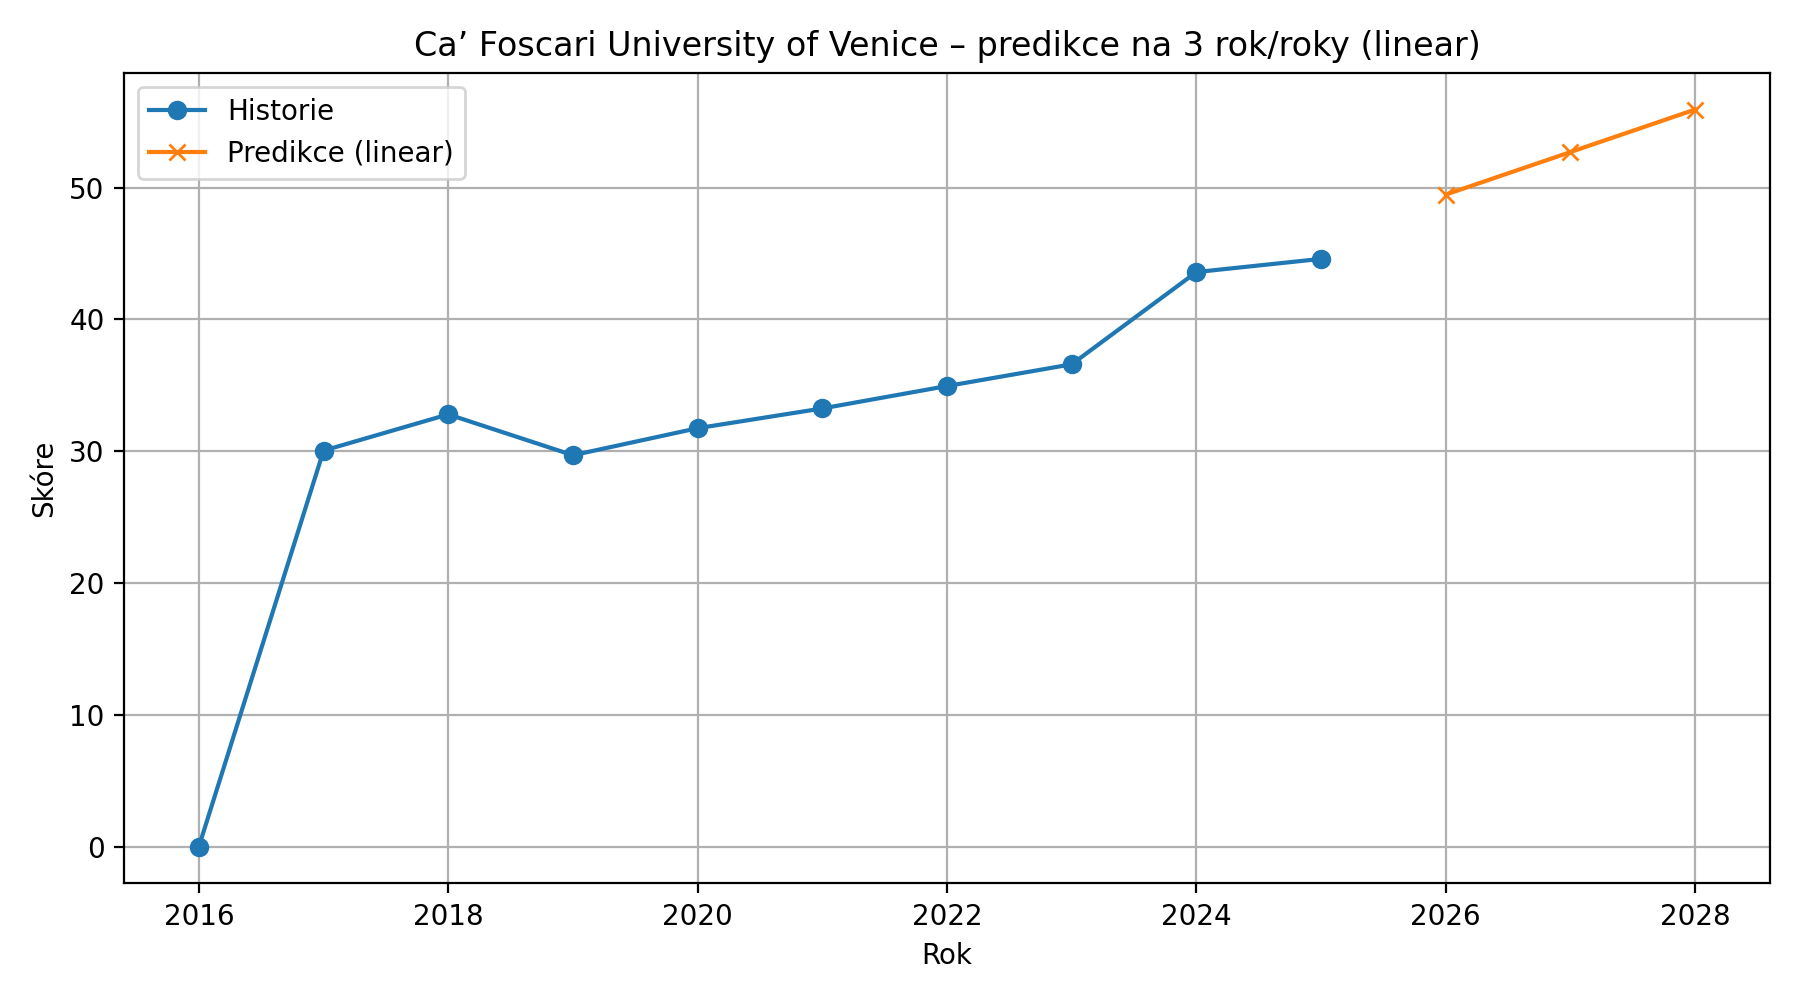 Ca’ Foscari University of Venice – predikce na 3 rok/roky (linear)
Historie
Predikce (linear)
50
40
30
20
10
0
Skóre
2016 2018 2020 2022 2024 2026 2028
Rok